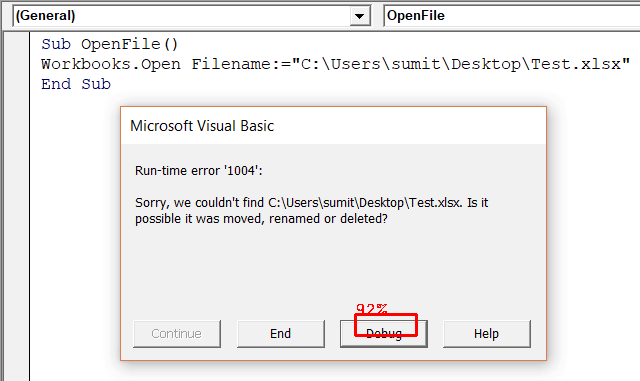 (General)
OpenFile
Sub OpenFile()
Workbooks.Open Filename:="C:\Users\sumit\Desktop\Test.xlsx"
End Sub
Microsoft Visual Basic
Run-time error '1004':
Sorry, we couldn't find C:\Users\sumit\Desktop\Test.xlsx. Is it
possible it was moved, renamed or deleted?
92%
Continue
End
Debug
Help